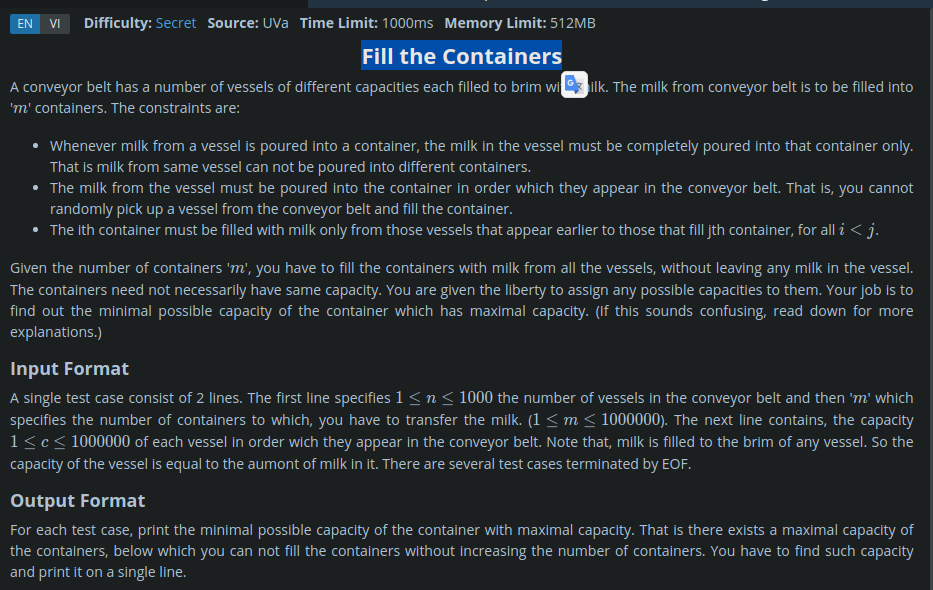 EN VI Difficulty: Secret Source: UVa Time Limit: 1000ms Memory Limit: 512MB
Fill the Containers
A conveyor belt has a number of vessels of different capacities each filled to brim The milk from conveyor belt is to be filled into
'm' containers. The constraints are:
• Whenever milk from a vessel is poured into a container, the milk in the vessel must be completely poured into that container only.
That is milk from same vessel can not be poured into different containers.
• The milk from the vessel must be poured into the container in order which they appear in the conveyor belt. That is, you cannot
randomly pick up a vessel from the conveyor belt and fill the container.
• The ith container must be filled with milk only from those vessels that appear earlier to those that fill jth container, for all i < j.
Given the number of containers 'm', you have to fill the containers with milk from all the vessels, without leaving any milk in the vessel.
The containers need not necessarily have same capacity. You are given the liberty to assign any possible capacities to them. Your job is to
find out the minimal possible capacity of the container which has maximal capacity. (If this sounds confusing, read down for more
explanations.)
Input Format
A single test case consist of 2 lines. The first line specifies 1 ≤ n ≤ 1000 the number of vessels in the conveyor belt and then 'm' which
specifies the number of containers to which, you have to transfer the milk. (1 ≤ m ≤ 1000000). The next line contains, the capacity
1 ≤ c ≤ 1000000 of each vessel in order wich they appear in the conveyor belt. Note that, milk is filled to the brim of any vessel. So the
capacity of the vessel is equal to the aumont of milk in it. There are several test cases terminated by EOF.
Output Format
For each test case, print the minimal possible capacity of the container with maximal capacity. That is there exists a maximal capacity of
the containers, below which you can not fill the containers without increasing the number of containers. You have to find such capacity
and print it on a single line.